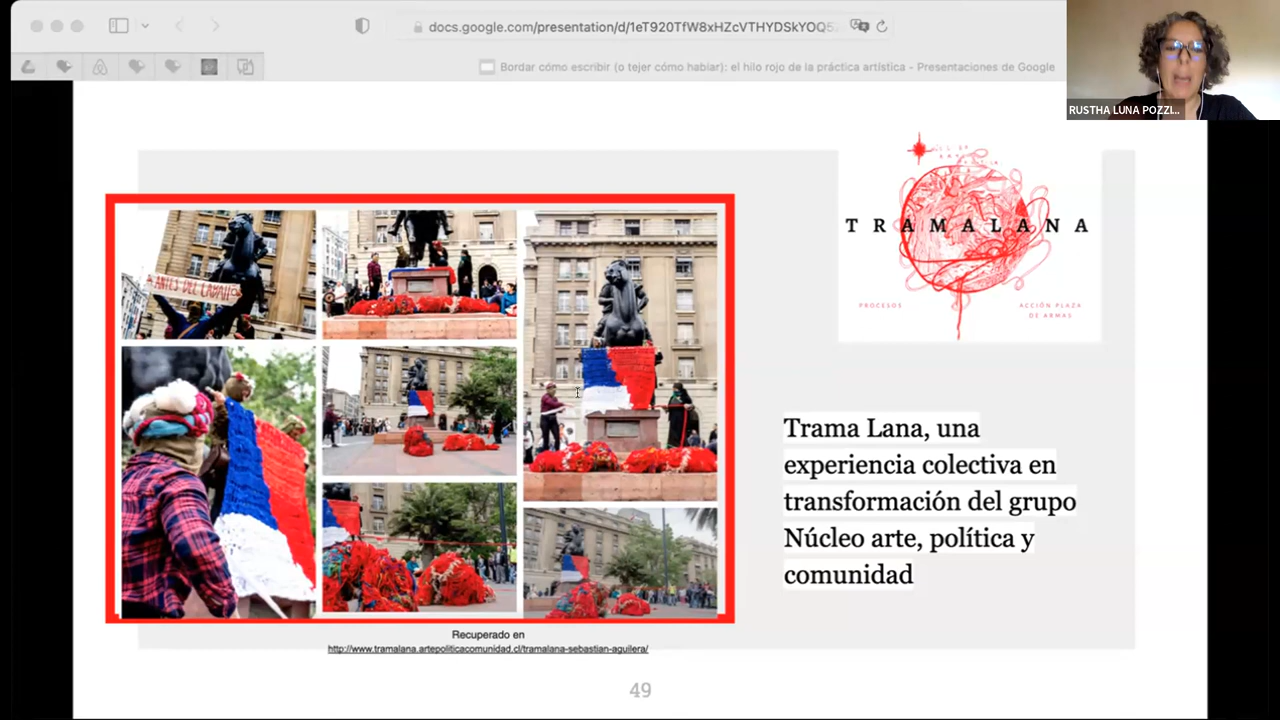 docs.google.com/presentation/d/1eT920TfW8xHZcVTHYDSkYOQ5
Bordar cómo escribir (o tejer cómo hablar): el hilo rojo de la práctica artística - Presentaciones de Google
RUSTHA LUNA POZZI...
TRAMALANA
PROCESOS
ACCIÓN PLAZA
DE ARMAS
ANTES DEL
Trama Lana, una
experiencia colectiva en
transformación del grupo
Núcleo arte, política y
comunidad
Recuperado en
http://www.tramalana.artepoliticacomunidad.cl/tramalana-sebastian-aguilera/
49